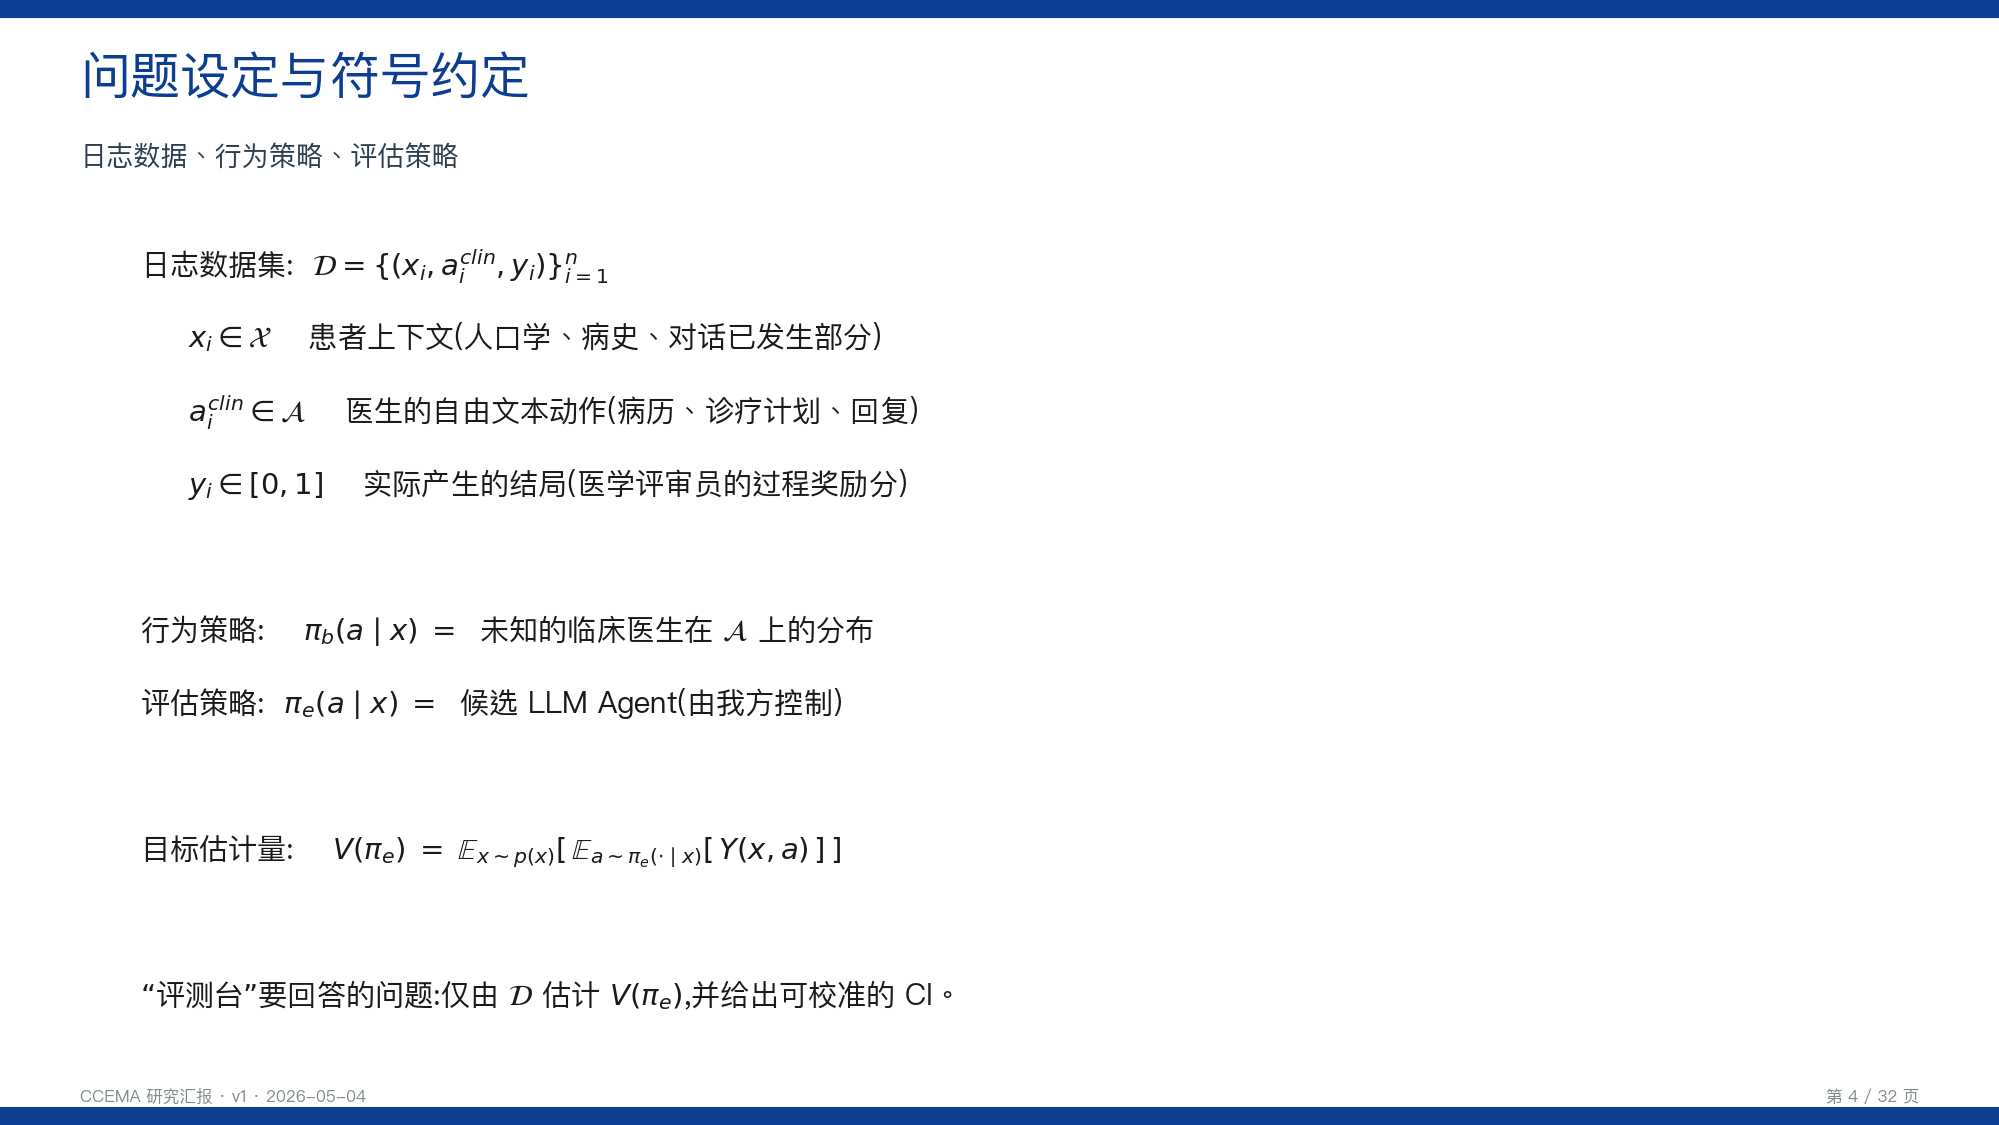 问题设定与符号约定
日志数据、行为策略、评估策略
日志数据集: 𝒟 = {(x_i, a_i^{clin}, y_i)}_{i=1}^n
x_i ∈ 𝒳 患者上下文(人口学、病史、对话已发生部分)
a_i^{clin} ∈ 𝒜 医生的自由文本动作(病历、诊疗计划、回复)
y_i ∈ [0, 1] 实际产生的结局(医学评审员的过程奖励分)
行为策略: π_b(a | x) = 未知的临床医生在 𝒜 上的分布
评估策略: π_e(a | x) = 候选 LLM Agent(由我方控制)
目标估计量: V(π_e) = 𝔼_{x∼p(x)}[ 𝔼_{a∼π_e(· | x)}[ Y(x, a) ] ]
“评测台”要回答的问题:仅由 𝒟 估计 V(π_e),并给出可校准的 CI。
CCEMA 研究汇报 · v1 · 2026-05-04
第 4 / 32 页